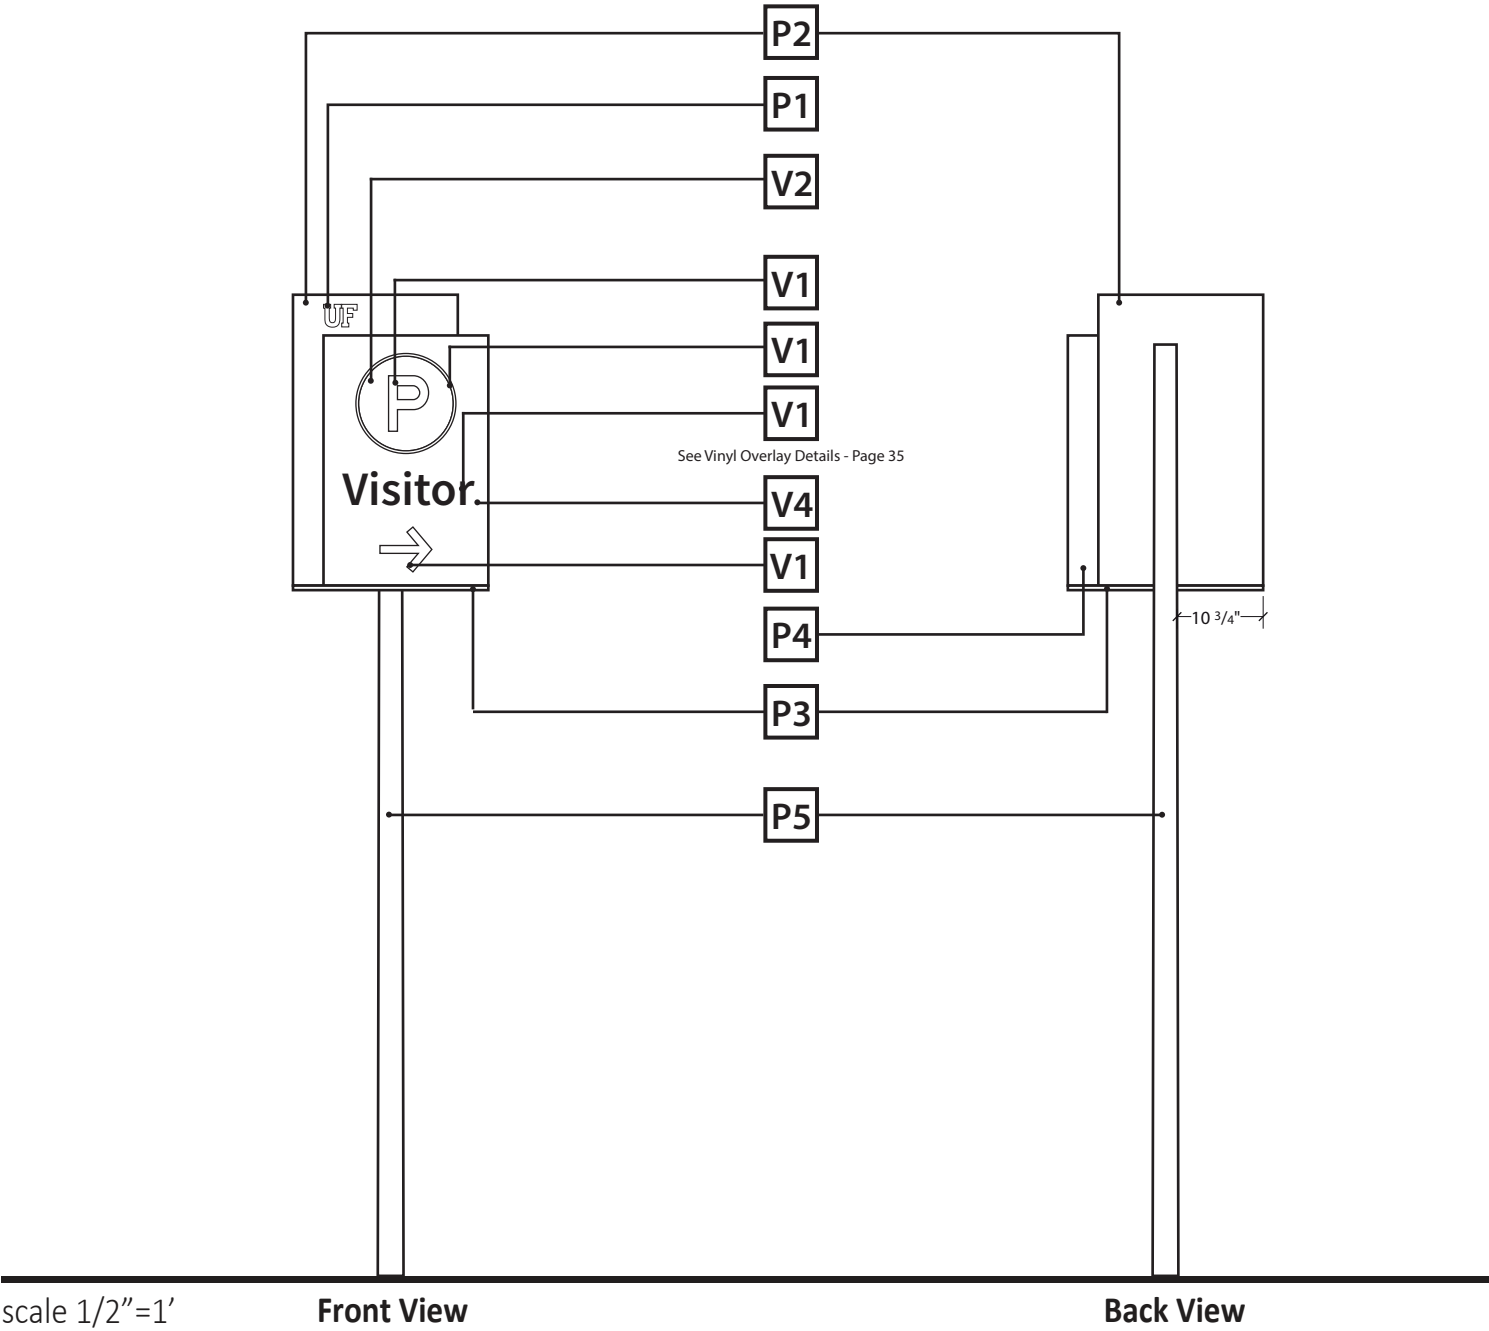 P2
P1
V2
V1
UF
V1
P
V1
See Vinyl Overlay Details - Page 35
Visitor
V4
V1
10 3/4"
P4
P3
P5
scale 1/2”=1’
Front View
Back View